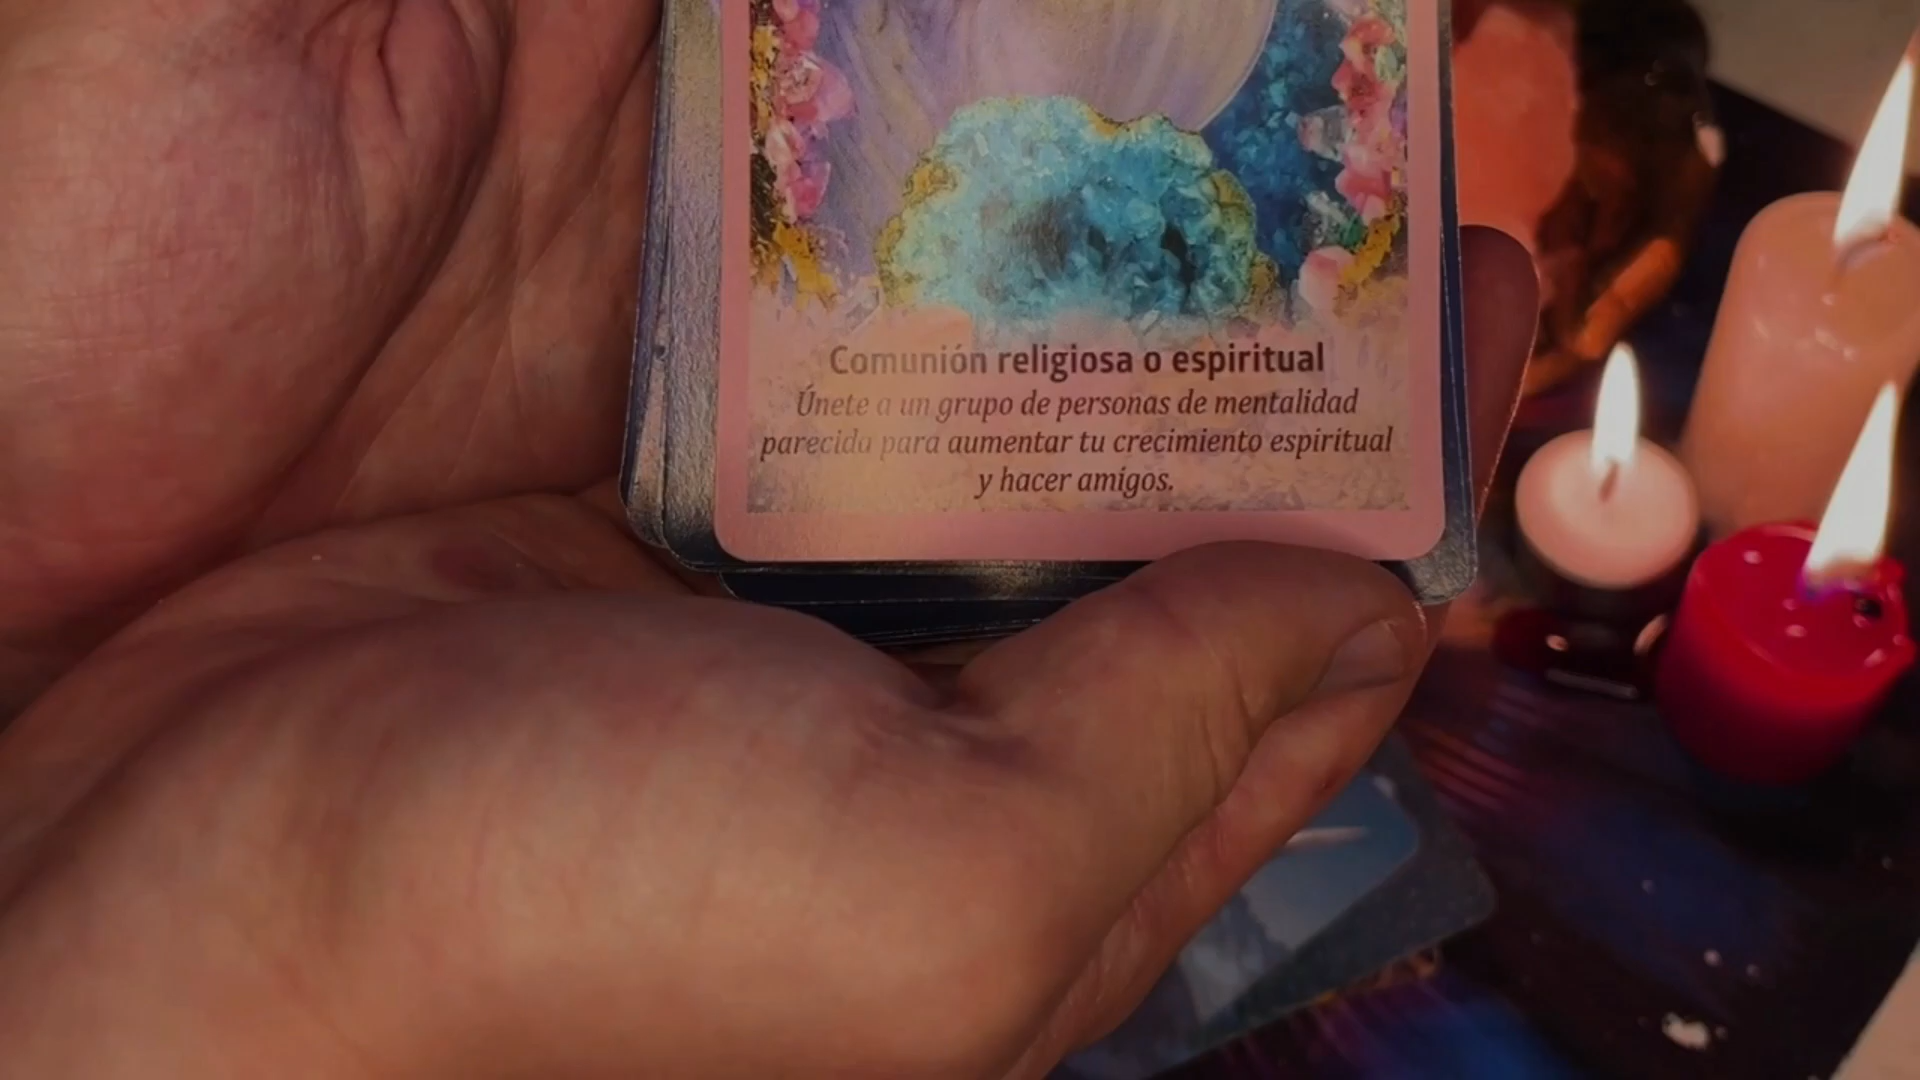 Comunión religiosa o espiritual
Únete a un grupo de personas de mentalidad
parecida para aumentar tu crecimiento espiritual
y hacer amigos.